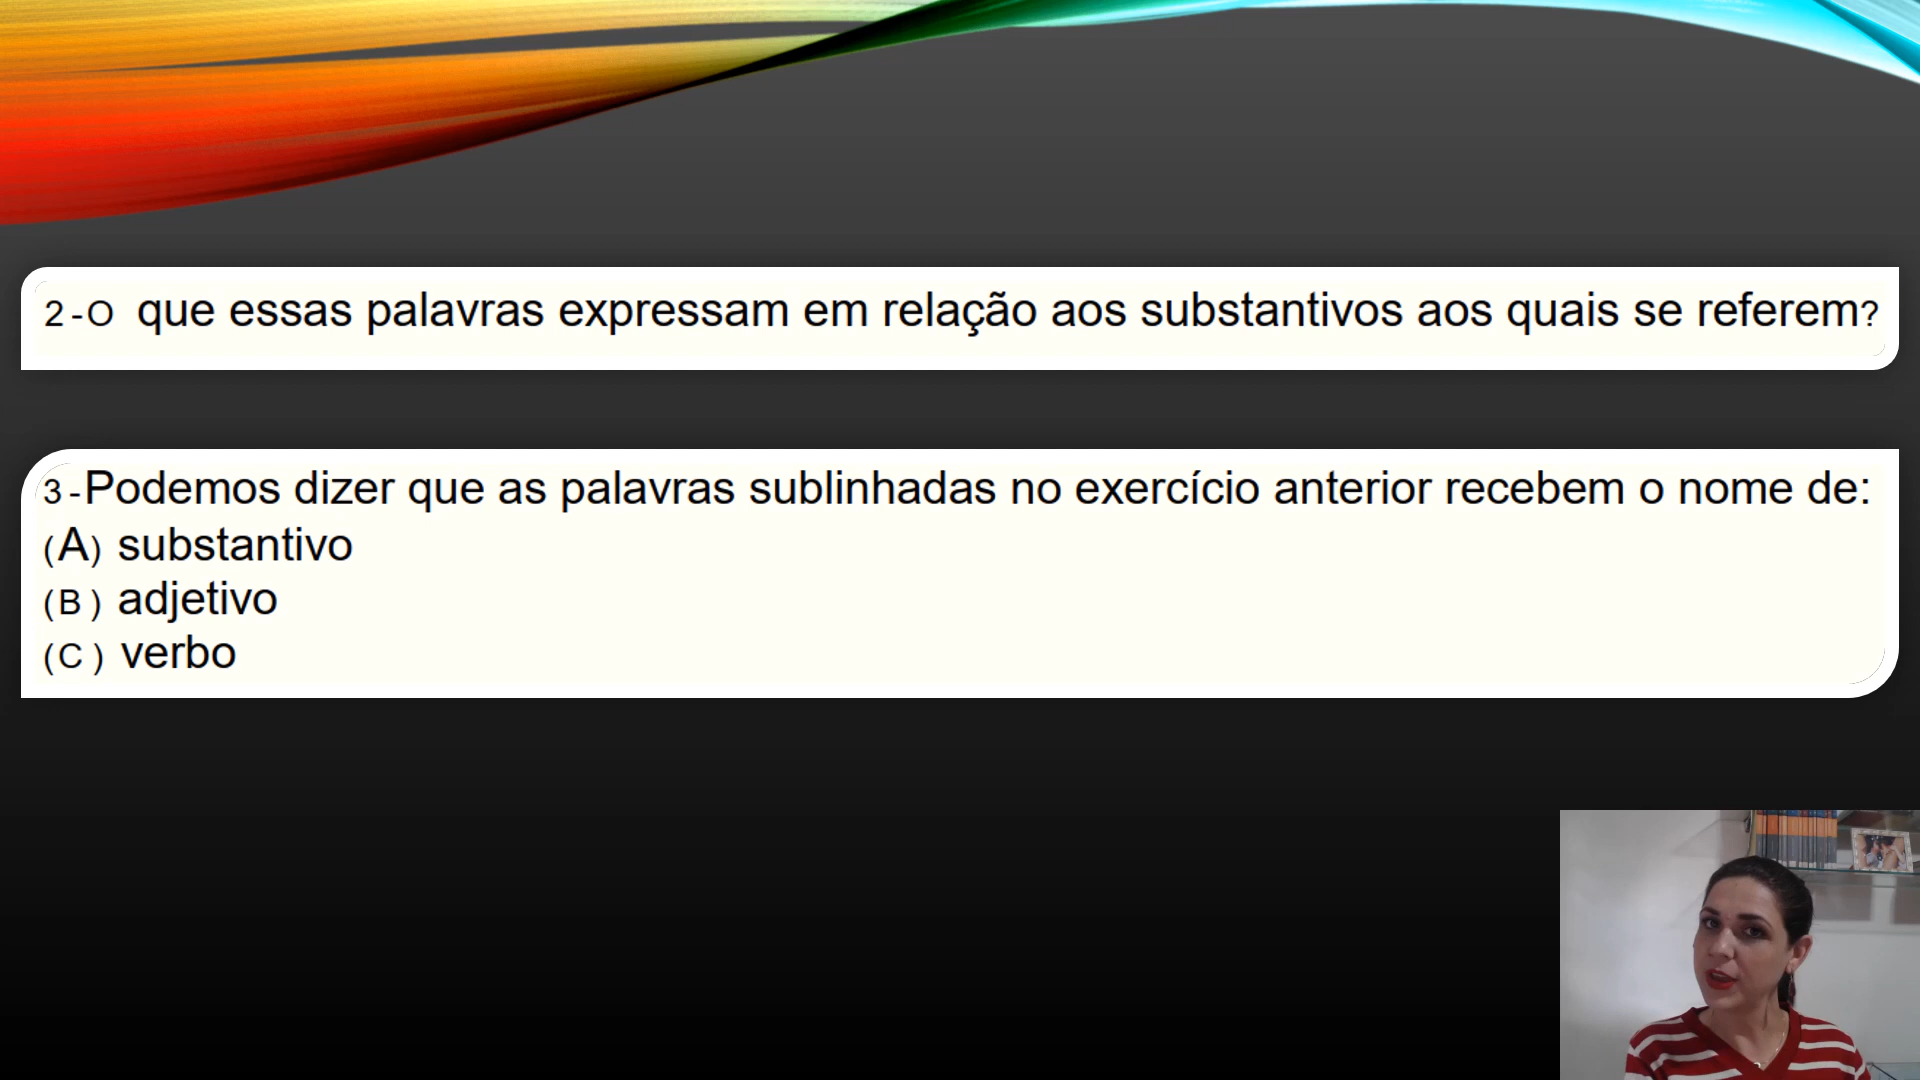 2-O que essas palavras expressam em relação aos substantivos aos quais se referem?
3-Podemos dizer que as palavras sublinhadas no exercício anterior recebem o nome de:
(A) substantivo
(B) adjetivo
(C) verbo